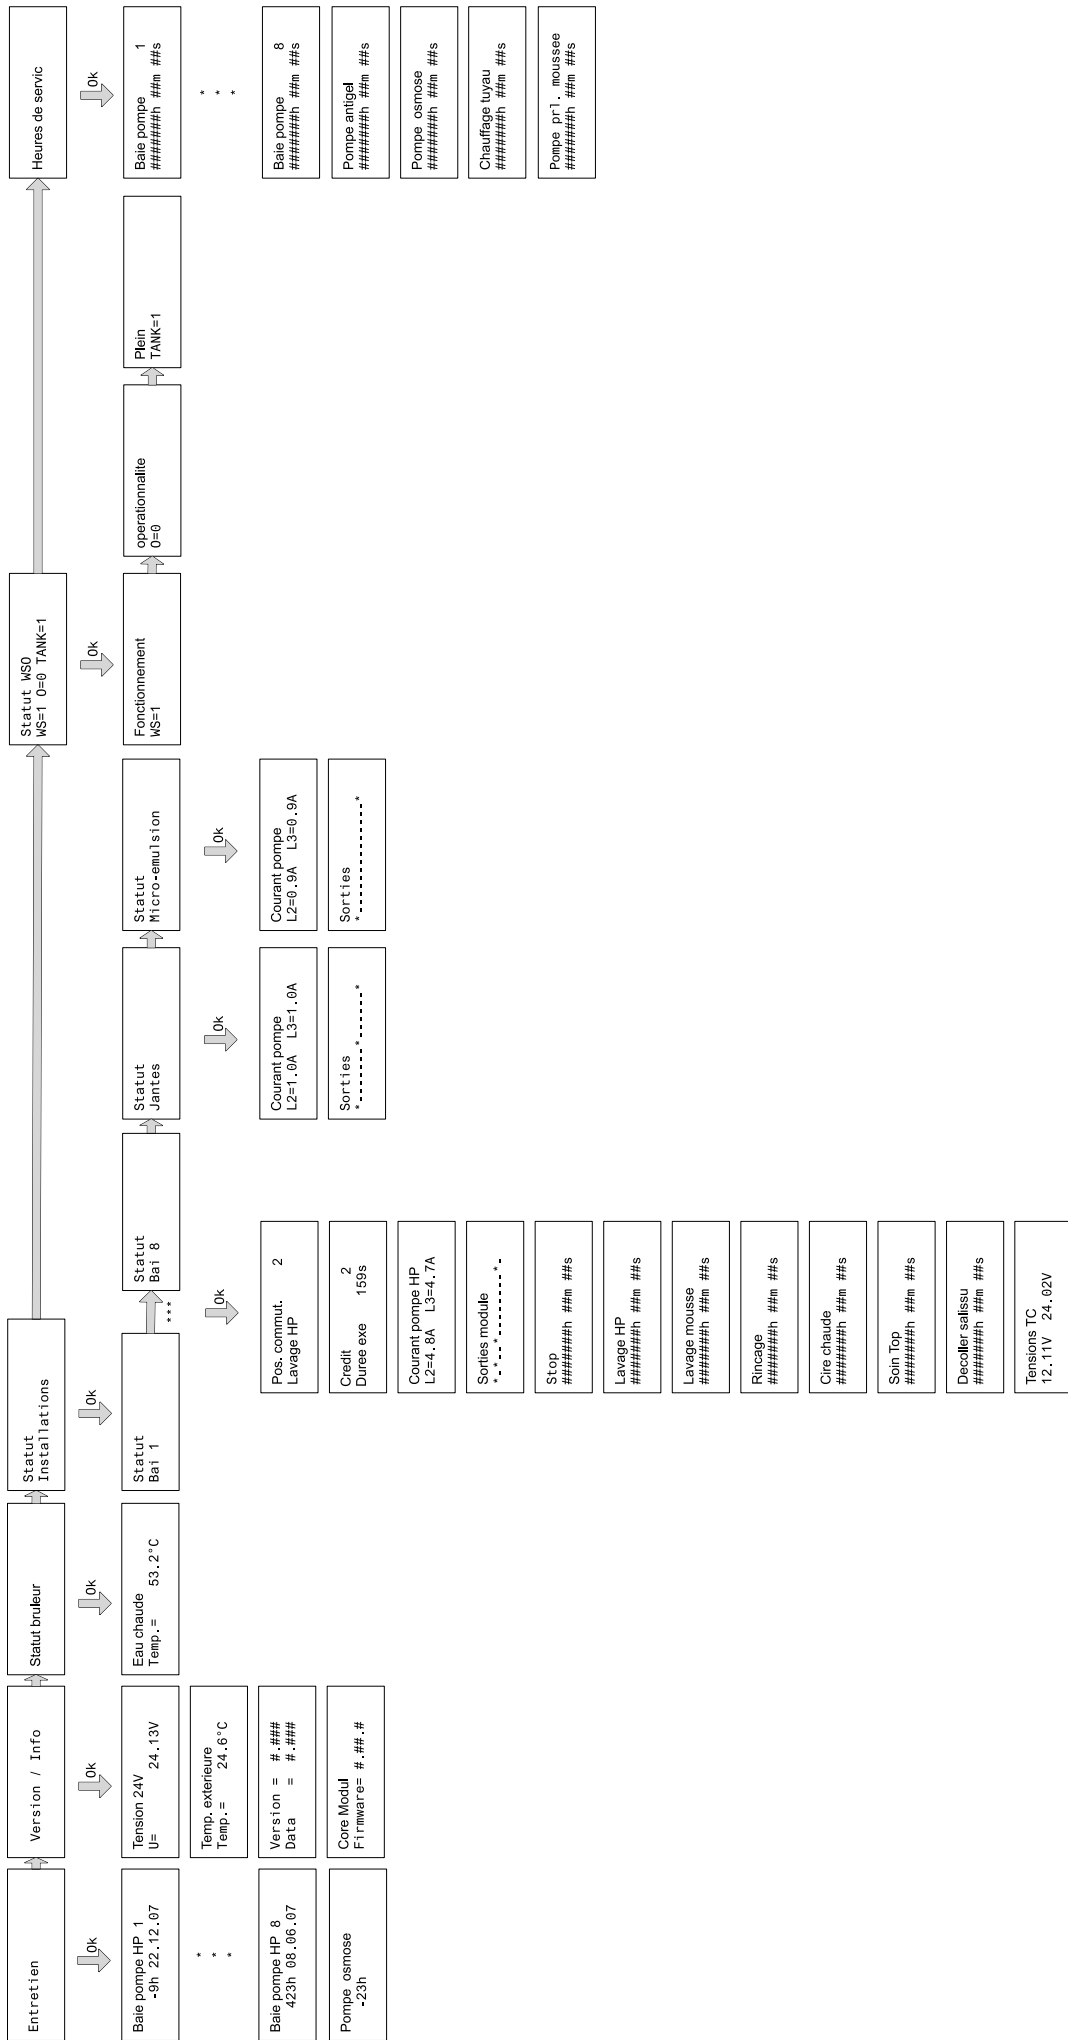 Entretien
Ok
Baie pompe HP 1
-9h 22.12.07
*
*
*
Baie pompe HP 8
423h 08.06.07
Pompe osmose
-23h
Version / Info
Ok
Tension 24V
U= 24.13V
Temp. exterieure
Temp.= 24.6°C
Version = #.###
Data = #.###
Core Modul
Firmware= #.##.#
Statut bruleur
Ok
Eau chaude
Temp.= 53.2°C
Statut
Installations
Ok
Statut
Bai 1
***
Statut
Bai 8
Ok
Pos. commut. 2
Lavage HP
Credit 2
Duree exe 159s
Courant pompe HP
L2=4.8A L3=4.7A
Sorties module
*-*--*---------*-
Stop
#######h ##m ##s
Lavage HP
#######h ##m ##s
Lavage mousse
#######h ##m ##s
Rincage
#######h ##m ##s
Cire chaude
#######h ##m ##s
Soin Top
#######h ##m ##s
Decoller salissu
#######h ##m ##s
Tensions TC
12.11V 24.02V
Statut
Jantes
Ok
Courant pompe
L2=1.0A L3=1.0A
Sorties
*-------*------*
Statut
Micro-emulsion
Ok
Courant pompe
L2=0.9A L3=0.9A
Sorties
*--------------*
Statut WSO
WS=1 O=0 TANK=1
Ok
Fonctionnement
WS=1
operationnalite
O=0
Plein
TANK=1
Heures de servic
Ok
Baie pompe 1
#######h ##m ##s
*
*
*
Baie pompe 8
#######h ##m ##s
Pompe antigel
#######h ##m ##s
Pompe osmose
#######h ##m ##s
Chauffage tuyau
#######h ##m ##s
Pompe prl. moussee
#######h ##m ##s